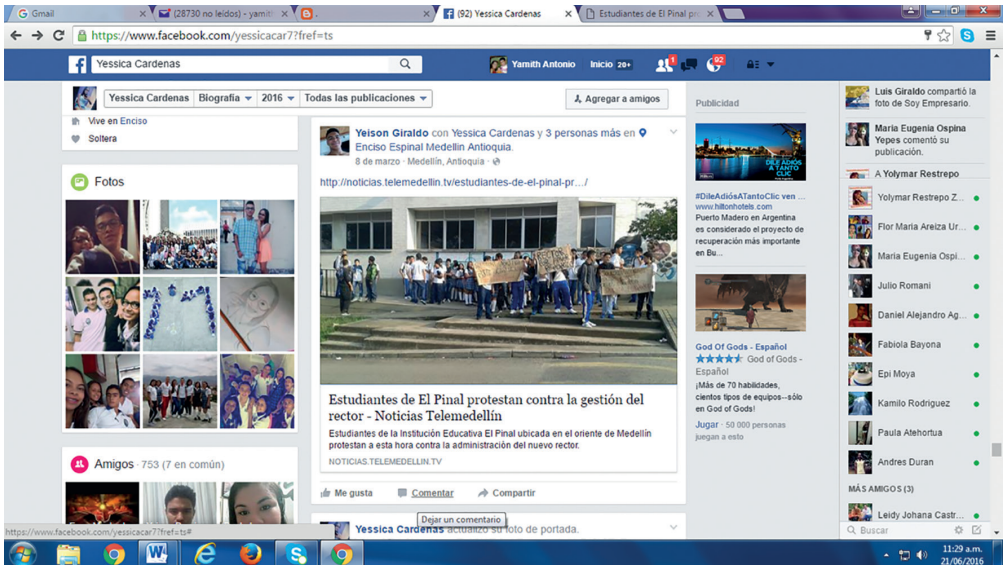 Gmail
(28730 no leídos) - yamit
(92) Yessica Cardenas
Estudiantes de El Pinal pr
https://www.facebook.com/yessicacar7?fref=ts
Yessica Cardenas
Yamith Antonio Inicio 20+
1
92
Yessica Cardenas Biografía 2016 Todas las publicaciones
Agregar a amigos
Vive en Enciso
Soltera
Fotos
Amigos · 753 (7 en común)
Yeison Giraldo con Yessica Cardenas y 3 personas más en
Enciso Espinal Medellin Antioquia.
8 de marzo · Medellín, Antioquia ·
http://noticias.telemedellin.tv/estudiantes-de-el-pinal-pr…/
Estudiantes de El Pinal protestan contra la gestión del
rector - Noticias Telemedellín
Estudiantes de la Institución Educativa El Pinal ubicada en el oriente de Medellín
protestan a esta hora contra la administración del nuevo rector.
NOTICIAS.TELEMEDELLIN.TV
Me gusta Comentar Compartir
Dejar un comentario
Yessica Cardenas actualizó su foto de portada.
Publicidad
DILE ADIÓS
A TANTO
CLIC
#DileAdiósATantoClic ven ...
www.hiltonhotels.com
Puerto Madero en Argentina
es considerado el proyecto de
recuperación más importante
en Bu...
God Of Gods - Español
God of Gods -
Español
¡Más de 70 habilidades,
cientos tipos de equipos--sólo
en God of Gods!
Jugar · 50 000 personas
juegan a esto
Luis Giraldo compartió la
foto de Soy Empresario.
Maria Eugenia Ospina
Yepes comentó su
publicación.
A Yolymar Restrepo
Yolymar Restrepo Z...
Flor Maria Areiza Ur...
Maria Eugenia Ospi...
Julio Romani
Daniel Alejandro Ag...
Fabiola Bayona
Epi Moya
Kamilo Rodriguez
Paula Atehortua
Andres Duran
MÁS AMIGOS (3)
Leidy Johana Castr...
Buscar
https://www.facebook.com/yessicacar7?fref=ts#
11:29 a.m.
21/06/2016